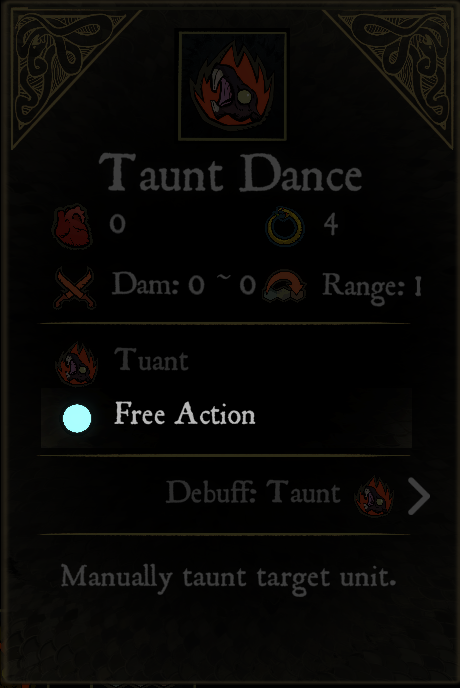 Taunt Dance
0 4
Dam: 0 ~ 0 Range: 1
Tuant
Free Action
Debuff: Taunt
Manually taunt target unit.